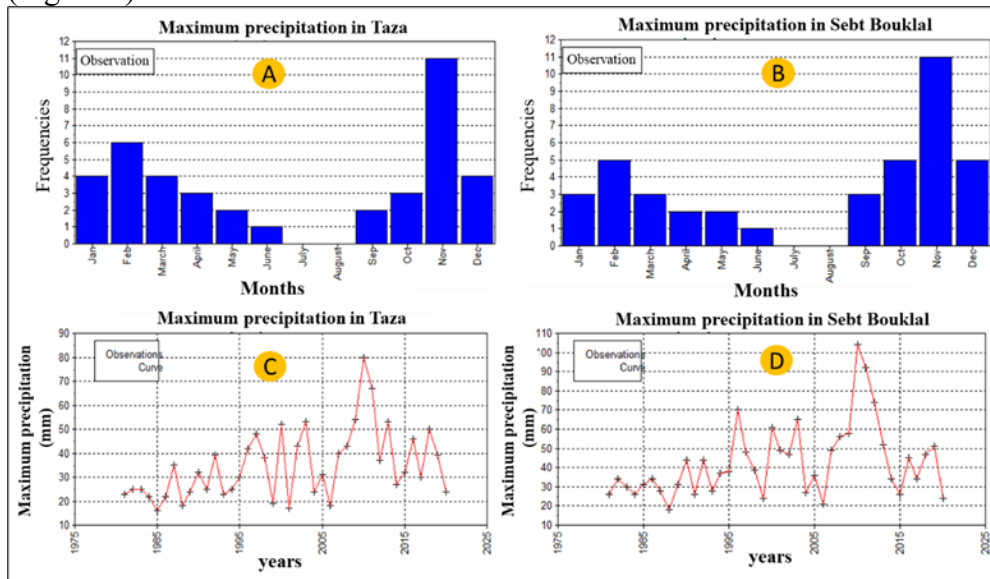 Maximum precipitation in Taza
12
11
10
9
8
7
6
5
4
3
2
1
0
Observation
A
Frequencies
Jan Feb March April May June July August Sep Oct Nov Dec
Months
Maximum precipitation in Sebt Bouklal
12
11
10
9
8
7
6
5
4
3
2
1
0
Observation
B
Frequencies
Jan Feb March April May June July August Sep Oct Nov Dec
Months
Maximum precipitation in Taza
90
80
70
60
50
40
30
20
10
Observations
Curve
C
Maximum precipitation
(mm)
1975 1985 1995 2005 2015 2025
years
Maximum precipitation in Sebt Bouklal
110
100
90
80
70
60
50
40
30
20
10
Observations
Curve
D
Maximum precipitation
(mm)
1975 1985 1995 2005 2015 2025
years